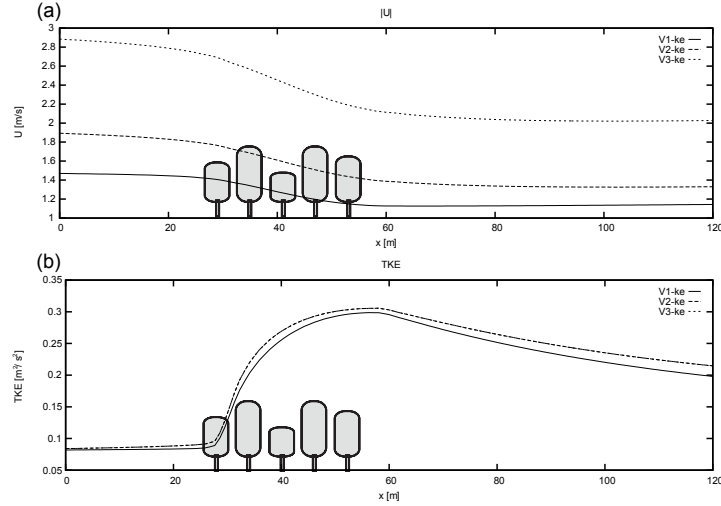 (a)
|U|
V1-ke
V2-ke
V3-ke
3
2.8
2.6
2.4
2.2
2
1.8
1.6
1.4
1.2
1
U [m/s]
0
20
40
60
80
100
120
x [m]
(b)
TKE
V1-ke
V2-ke
V3-ke
0.35
0.3
0.25
0.2
0.15
0.1
0.05
TKE [m²/ s²]
0
20
40
60
80
100
120
x [m]